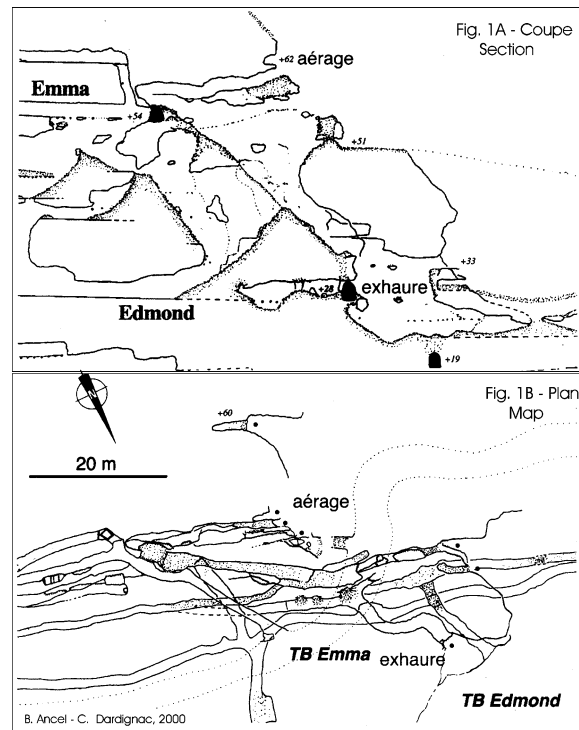 Fig. 1A - Coupe
Section
+62 aérage
Emma
+54
+51
+33
exhaure
+28
Edmond
+19
Fig. 1B - Plan
Map
N
+60
20 m
aérage
TB Emma
exhaure
TB Edmond
B. Ancel - C. Dardignac, 2000